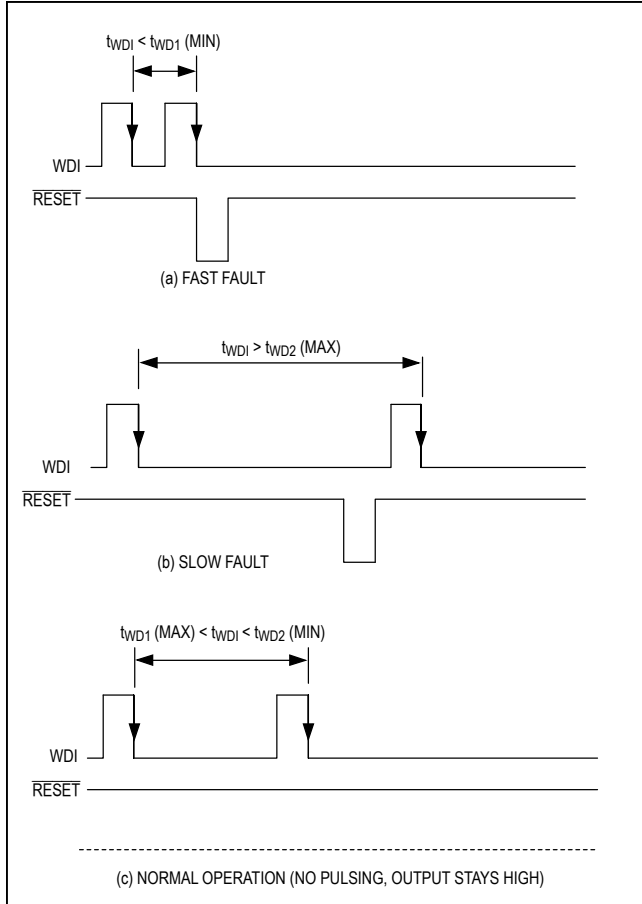 tWDI < tWD1 (MIN)
WDI
RESET
(a) FAST FAULT
tWDI > tWD2 (MAX)
WDI
RESET
(b) SLOW FAULT
tWD1 (MAX) < tWDI < tWD2 (MIN)
WDI
RESET
(c) NORMAL OPERATION (NO PULSING, OUTPUT STAYS HIGH)